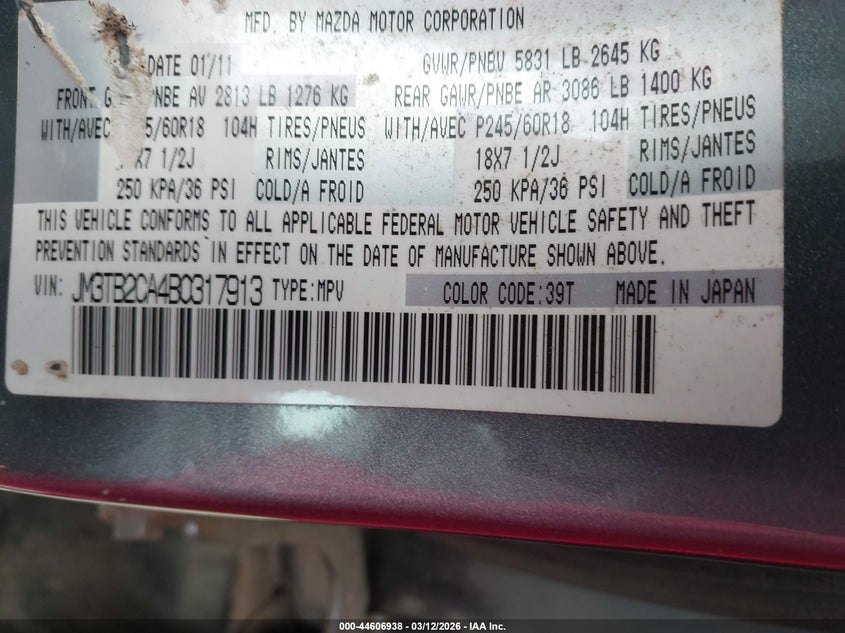 MFD. BY MAZDA MOTOR CORPORATION
DATE 01/11 GVWR/PNBV 5831 LB 2645 KG
FRONT G NBE AV 2813 LB 1276 KG REAR GAWR/PNBE AR 3086 LB 1400 KG
WITH/AVEC 5/60R18 104H TIRES/PNEUS WITH/AVEC P245/60R18 104H TIRES/PNEUS
X7 1/2J RIMS/JANTES 18X7 1/2J RIMS/JANTES
250 KPA/36 PSI COLD/A FROID 250 KPA/36 PSI COLD/A FROID
THIS VEHICLE CONFORMS TO ALL APPLICABLE FEDERAL MOTOR VEHICLE SAFETY AND THEFT
PREVENTION STANDARDS IN EFFECT ON THE DATE OF MANUFACTURE SHOWN ABOVE.
VIN: JM3TB2CA4B0317913 TYPE:MPV COLOR CODE:39T MADE IN JAPAN
000-44606938 - 03/12/2026 - IAA Inc.